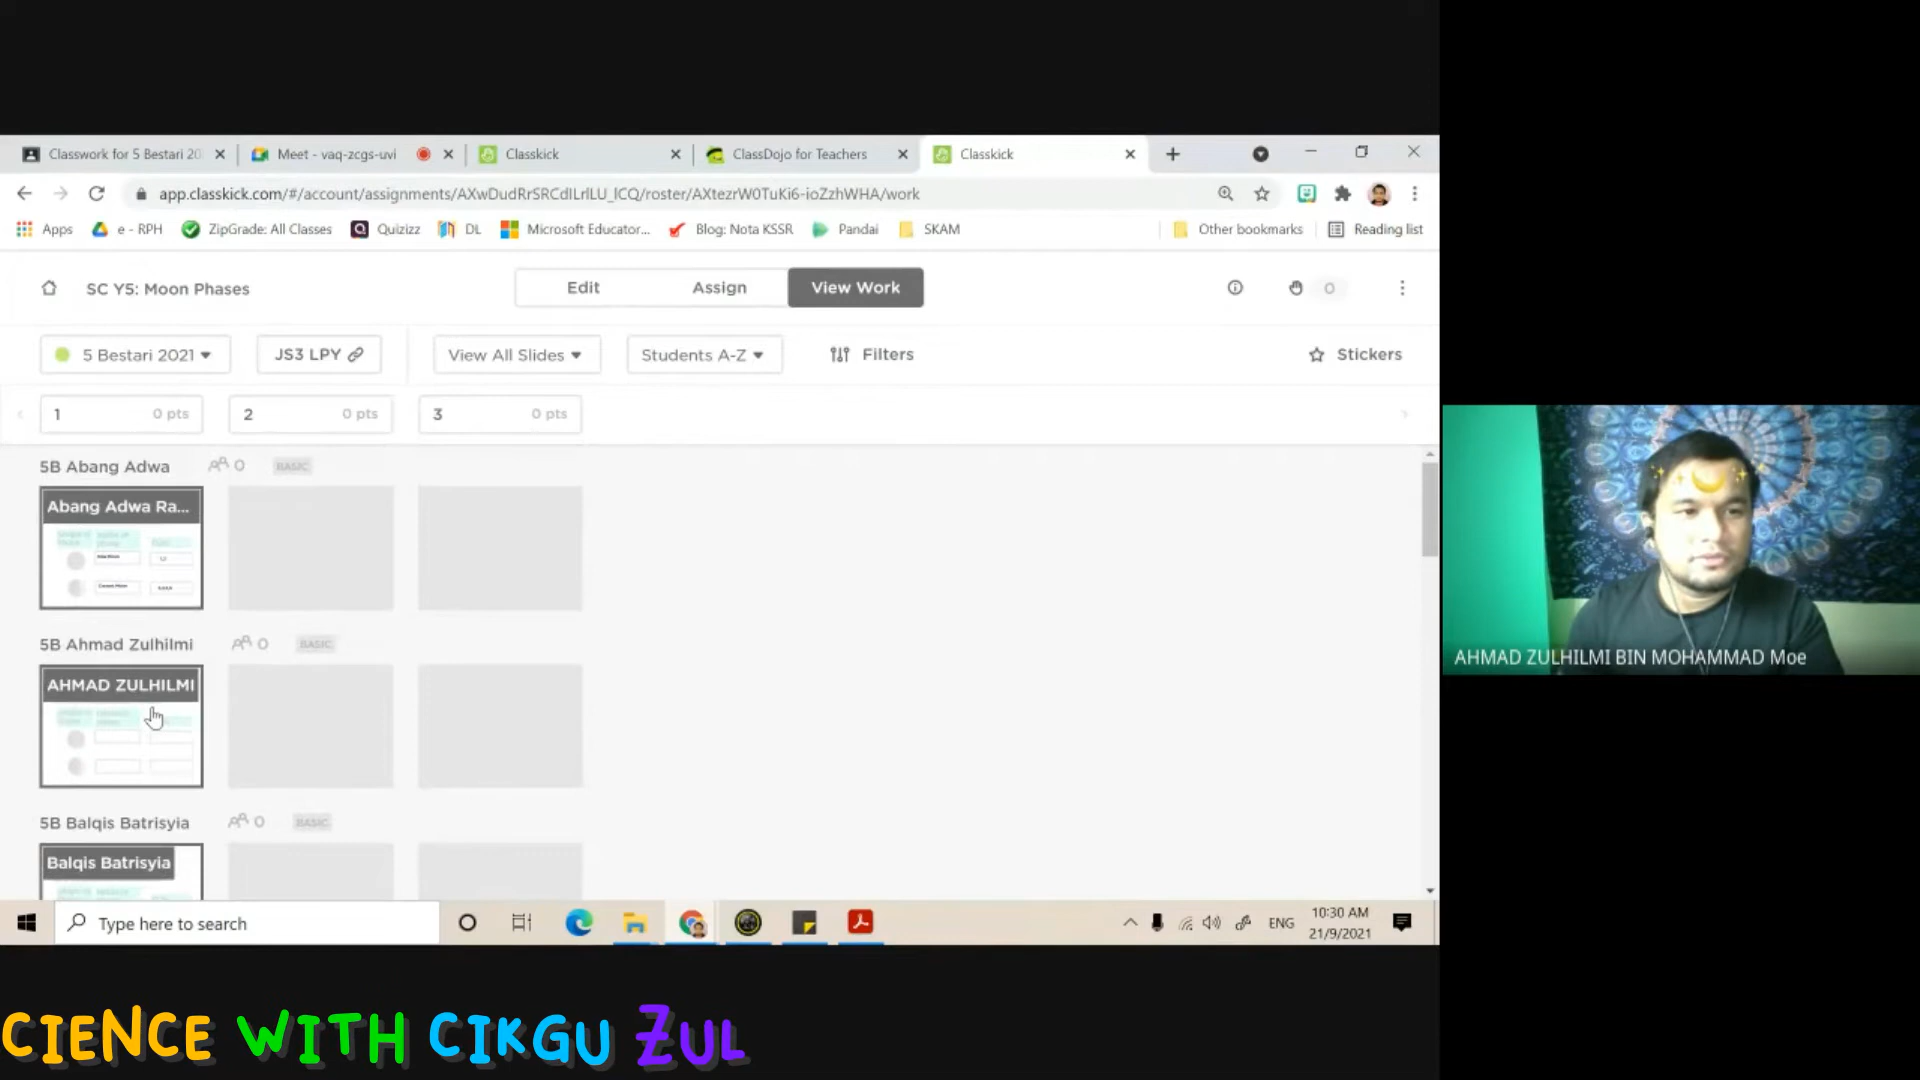 Classwork for 5 Bestari 20
Meet - vaq-zcgs-uvi
Classkick
ClassDojo for Teachers
Classkick
app.classkick.com/#/account/assignments/AXwDudRrSRCdILrlLU_lCQ/roster/AXtezrW0TuKi6-ioZzhWHA/work
Apps
e - RPH
ZipGrade: All Classes
Quizizz
DL
Microsoft Educator...
Blog: Nota KSSR
Pandai
SKAM
Other bookmarks
Reading list
SC Y5: Moon Phases
Edit
Assign
View Work
0
5 Bestari 2021
JS3 LPY
View All Slides
Students A-Z
Filters
Stickers
1 0 pts
2 0 pts
3 0 pts
5B Abang Adwa 0 BASIC
Abang Adwa Ra...
5B Ahmad Zulhilmi 0 BASIC
AHMAD ZULHILMI
5B Balqis Batrisyia 0 BASIC
Balqis Batrisyia
AHMAD ZULHILMI BIN MOHAMMAD Moe
Type here to search
ENG
10:30 AM
21/9/2021
CIENCE WITH CIKGU ZUL